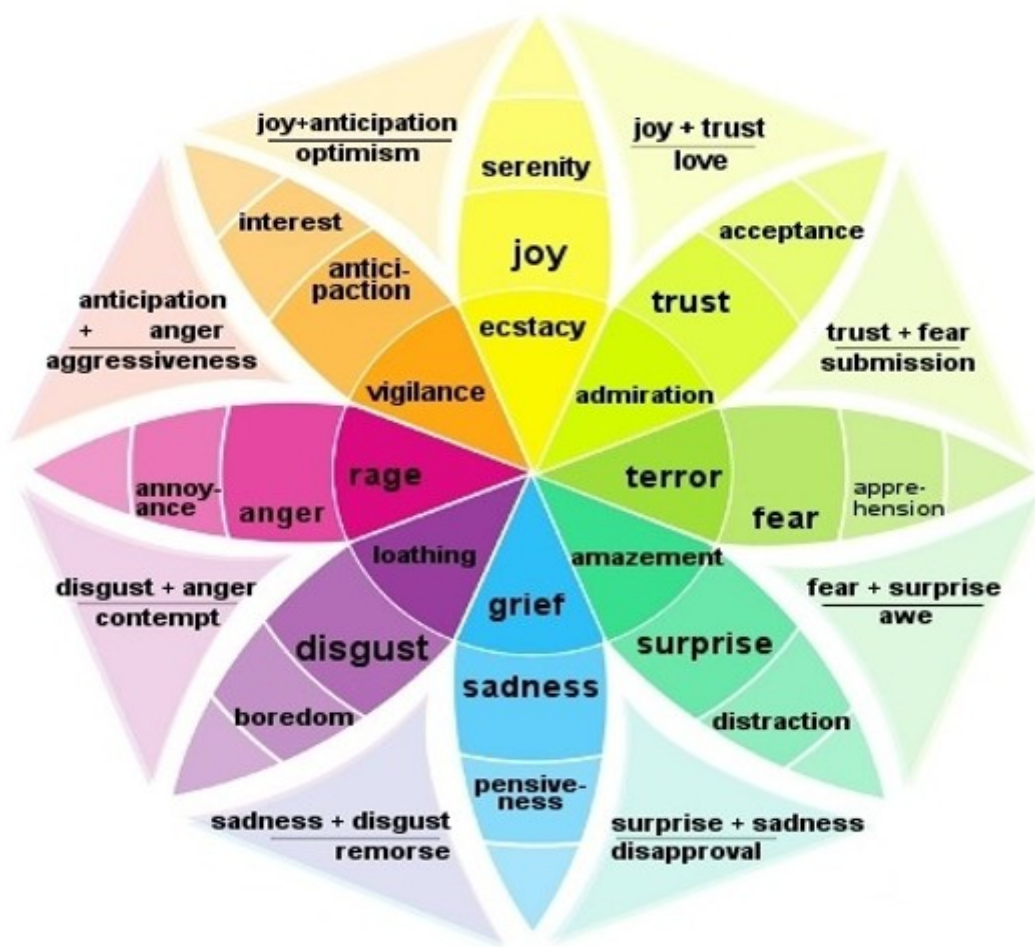 joy+anticipation
optimism
joy + trust
love
serenity
interest
acceptance
joy
antici-
paction
trust
anticipation
+ anger
aggressiveness
ecstacy
trust + fear
submission
vigilance
admiration
rage
terror
annoy-
ance
anger
fear
appre-
hension
loathing
amazement
disgust + anger
contempt
grief
fear + surprise
awe
disgust
surprise
sadness
boredom
distraction
pensive-
ness
sadness + disgust
remorse
surprise + sadness
disapproval